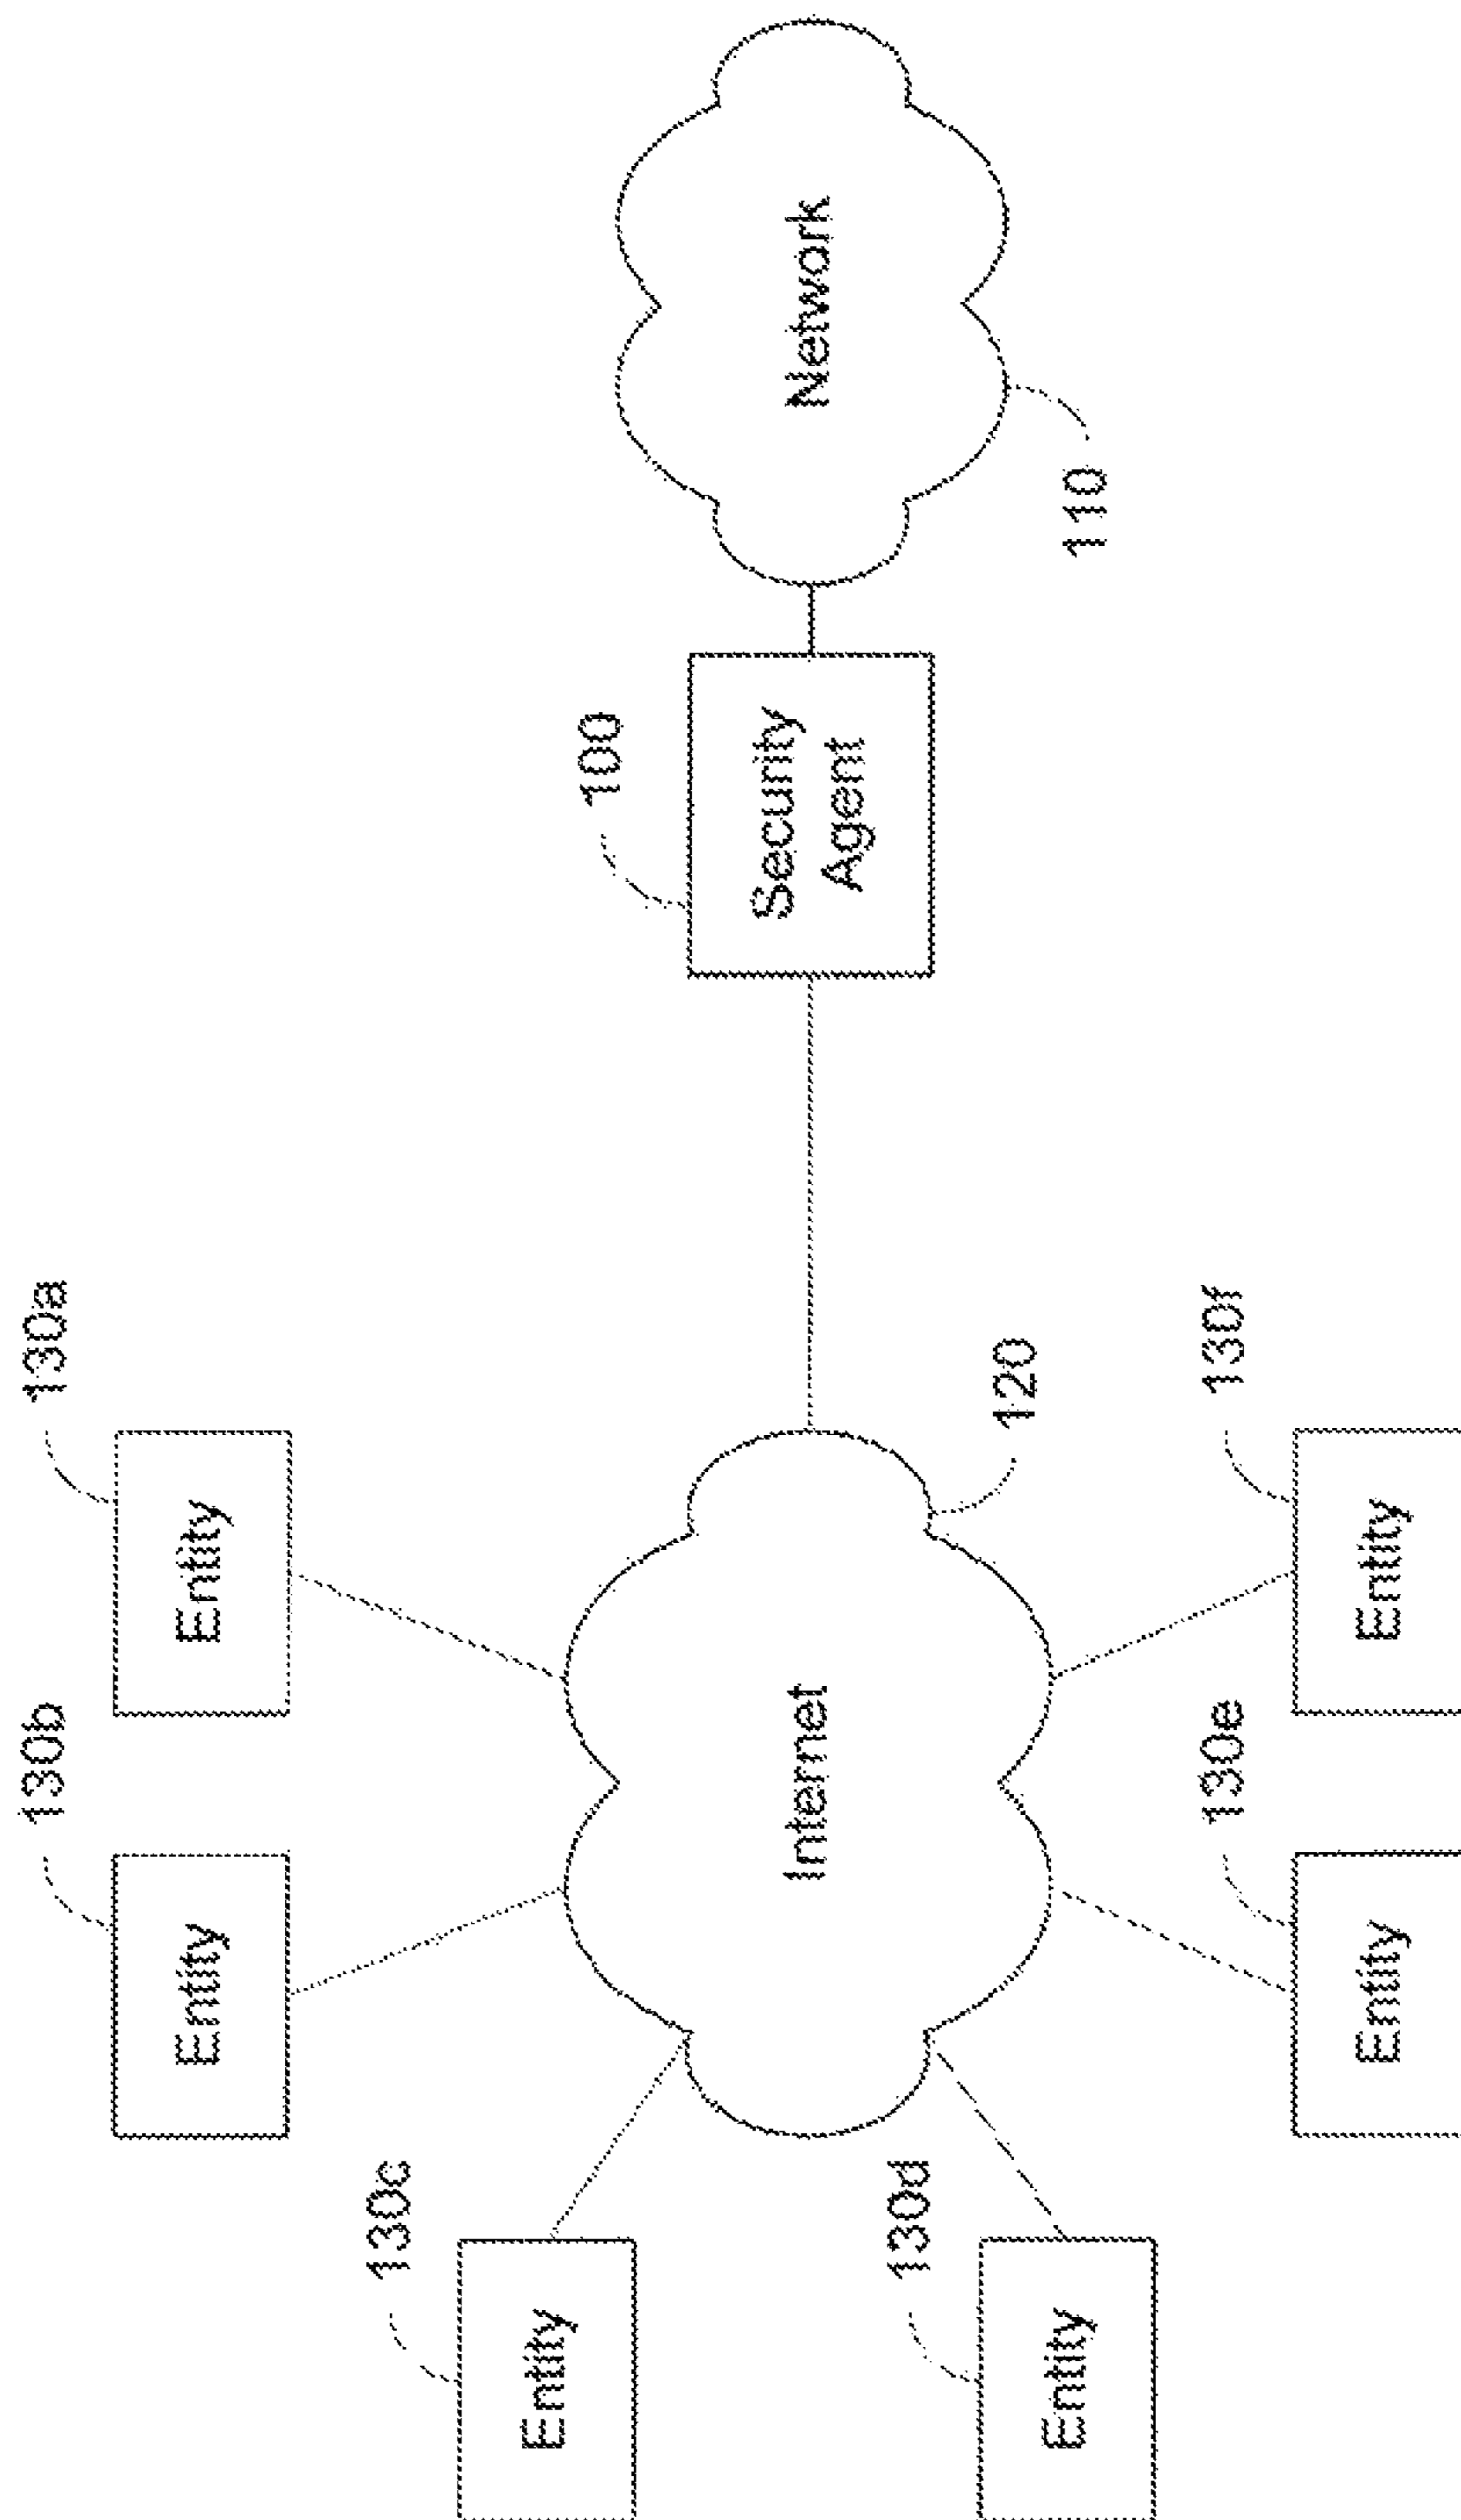 130a
Entity
130b
Entity
130c
Entity
130d
Entity
130e
Entity
130f
Entity
Internet
120
100
Security
Agent
Network
110